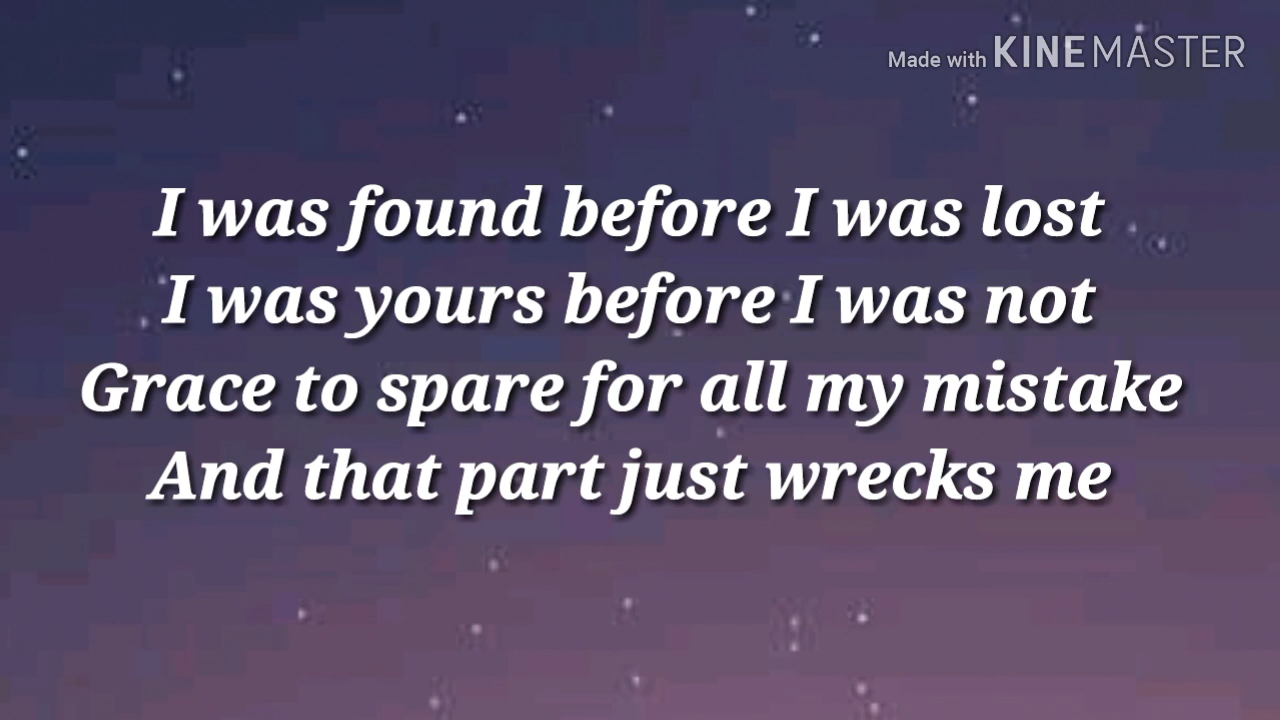 Made with KINEMASTER
I was found before I was lost
I was yours before I was not
Grace to spare for all my mistake
And that part just wrecks me